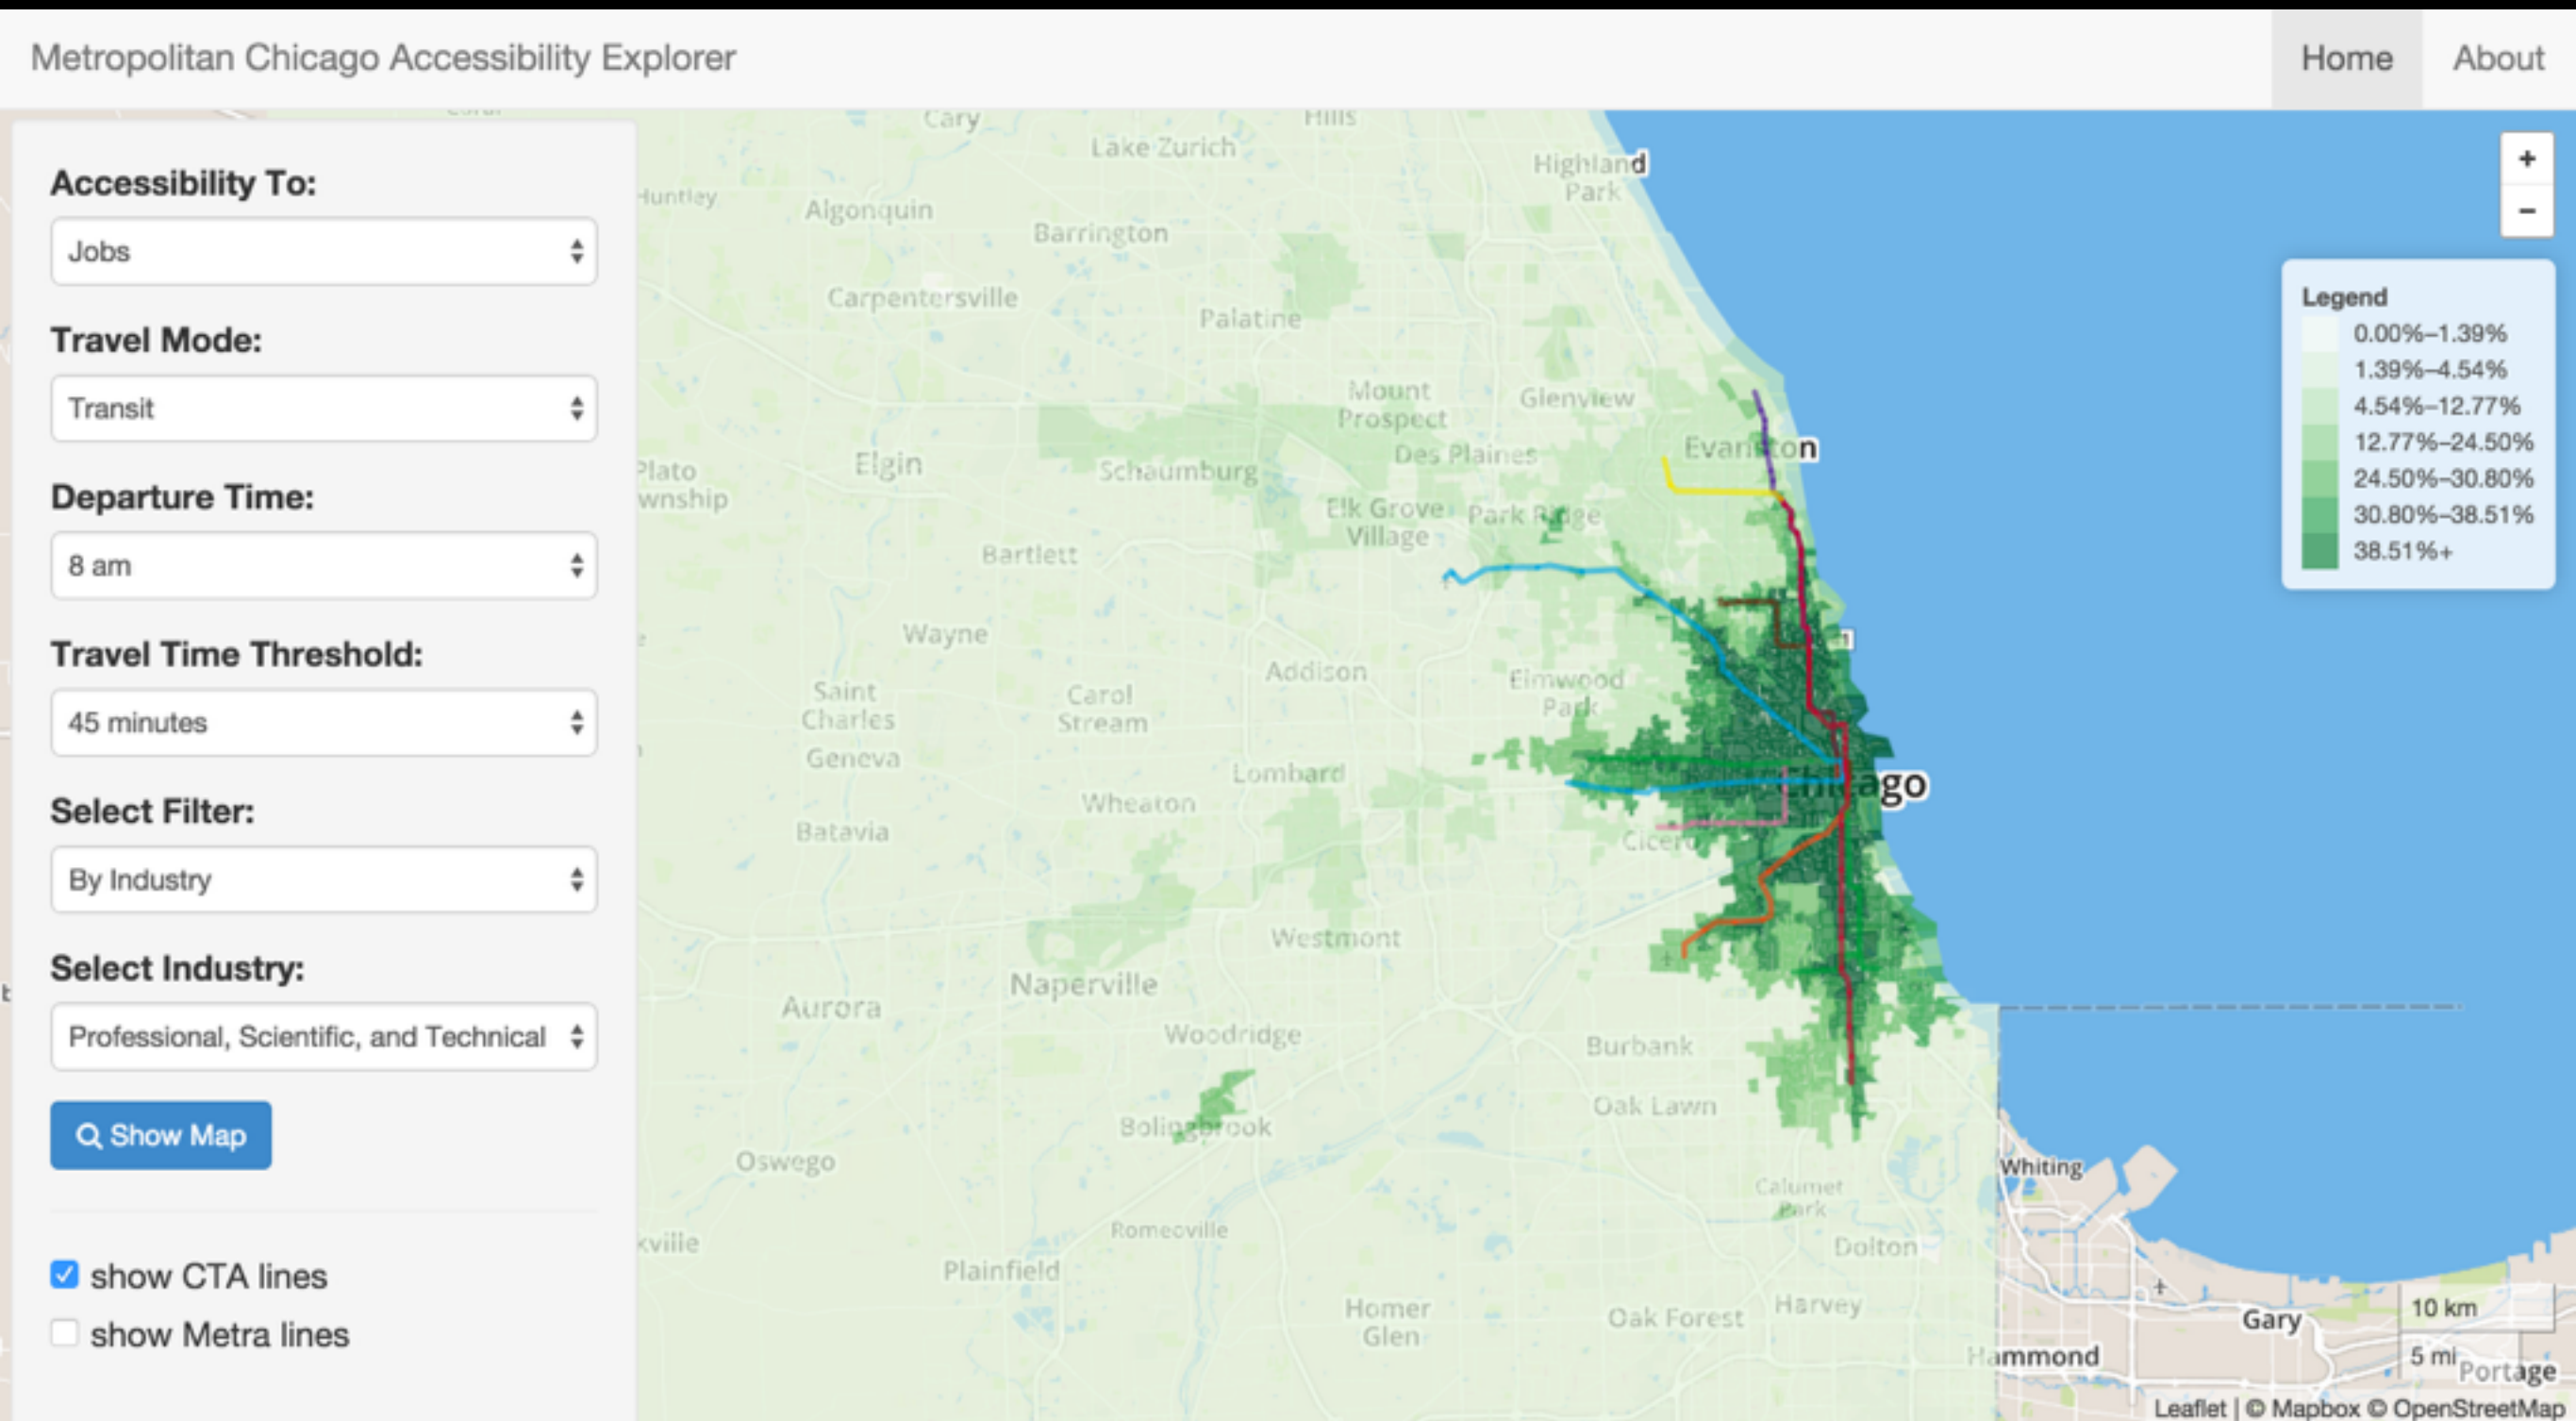 Metropolitan Chicago Accessibility Explorer
Home
About
Accessibility To:
Jobs
Travel Mode:
Transit
Departure Time:
8 am
Travel Time Threshold:
45 minutes
Select Filter:
By Industry
Select Industry:
Professional, Scientific, and Technical
Show Map
show CTA lines
show Metra lines
+
−
Legend
0.00%–1.39%
1.39%–4.54%
4.54%–12.77%
12.77%–24.50%
24.50%–30.80%
30.80%–38.51%
38.51%+
Cary
Hills
Lake Zurich
Highland
Park
Huntley
Algonquin
Barrington
Carpentersville
Palatine
Mount
Prospect
Glenview
Evanston
Des Plaines
Elgin
Schaumburg
Plato
wnship
Elk Grove
Village
Park Ridge
Bartlett
Wayne
Addison
Elmwood
Park
Saint
Charles
Carol
Stream
Geneva
Lombard
Chicago
Wheaton
Batavia
Cicero
Westmont
Naperville
Aurora
Woodridge
Burbank
Oak Lawn
Bolingbrook
Oswego
Whiting
Calumet
Park
Romeoville
kville
Dolton
Plainfield
Homer
Glen
Oak Forest
Harvey
Gary
Hammond
Portage
10 km
5 mi
Leaflet | © Mapbox © OpenStreetMap